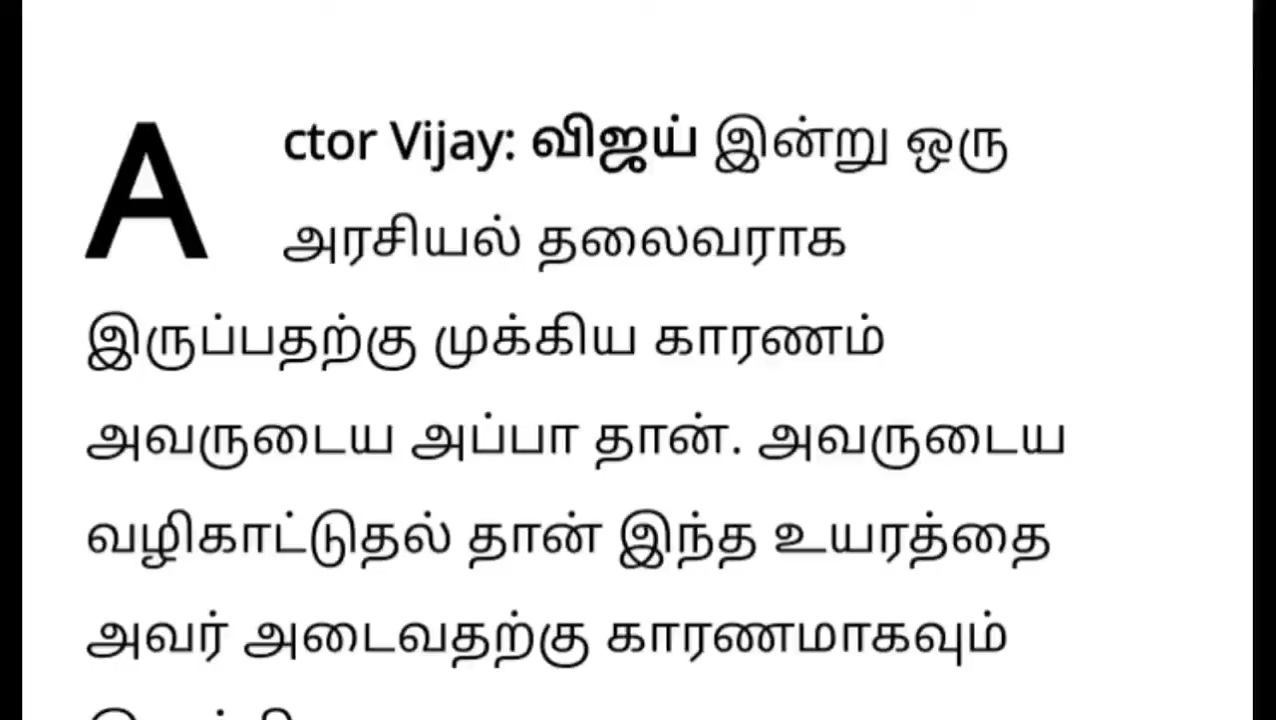 Actor Vijay: விஜய் இன்று ஒரு
அரசியல் தலைவராக
இருப்பதற்கு முக்கிய காரணம்
அவருடைய அப்பா தான். அவருடைய
வழிகாட்டுதல் தான் இந்த உயரத்தை
அவர் அடைவதற்கு காரணமாகவும்